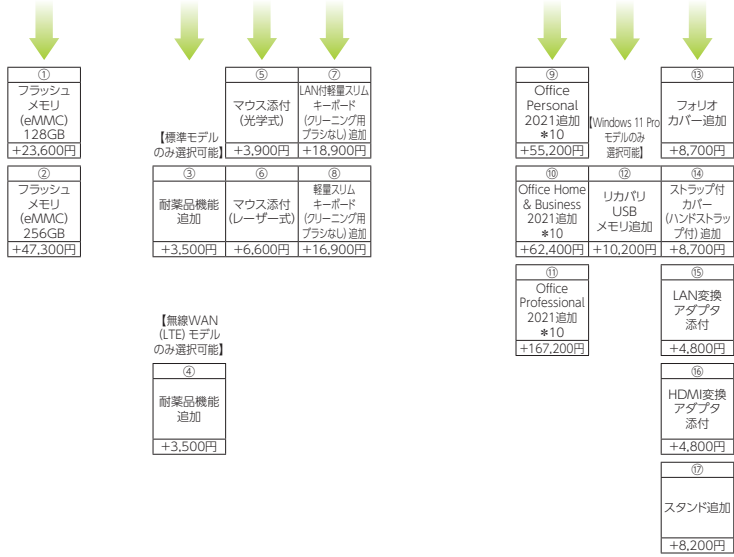 ①
フラッシュ
メモリ
(eMMC)
128GB
+23,600円
②
フラッシュ
メモリ
(eMMC)
256GB
+47,300円
【標準モデル
のみ選択可能】
③
耐薬品機能
追加
+3,500円
【無線WAN
(LTE) モデル
のみ選択可能】
④
耐薬品機能
追加
+3,500円
⑤
マウス添付
(光学式)
+3,900円
⑥
マウス添付
(レーザー式)
+6,600円
⑦
LAN付軽量スリム
キーボード
(クリーニング用
ブラシなし) 追加
+18,900円
⑧
軽量スリム
キーボード
(クリーニング用
ブラシなし) 追加
+16,900円
⑨
Office
Personal
2021追加
＊10
+55,200円
⑩
Office Home
& Business
2021追加
＊10
+62,400円
⑪
Office
Professional
2021追加
＊10
+167,200円
【Windows 11 Pro
モデルのみ
選択可能】
⑫
リカバリ
USB
メモリ追加
+10,200円
⑬
フォリオ
カバー追加
+8,700円
⑭
ストラップ付
カバー
(ハンドストラッ
プ付) 追加
+8,700円
⑮
LAN変換
アダプタ
添付
+4,800円
⑯
HDMI変換
アダプタ
添付
+4,800円
⑰
スタンド追加
+8,200円